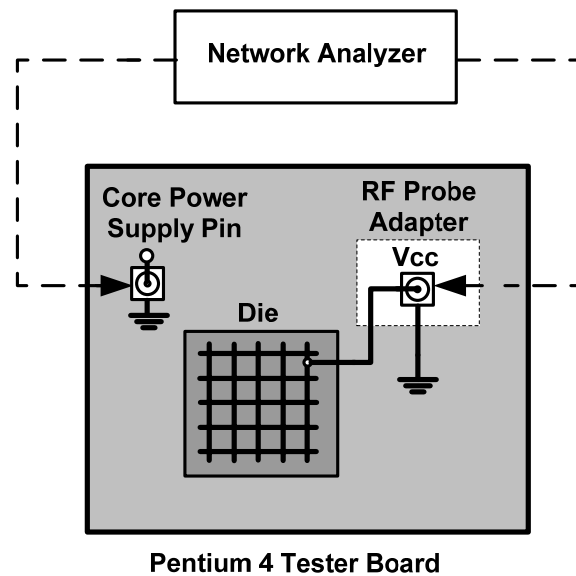 Network Analyzer
Core Power
Supply Pin
RF Probe
Adapter
Vcc
Die
Pentium 4 Tester Board